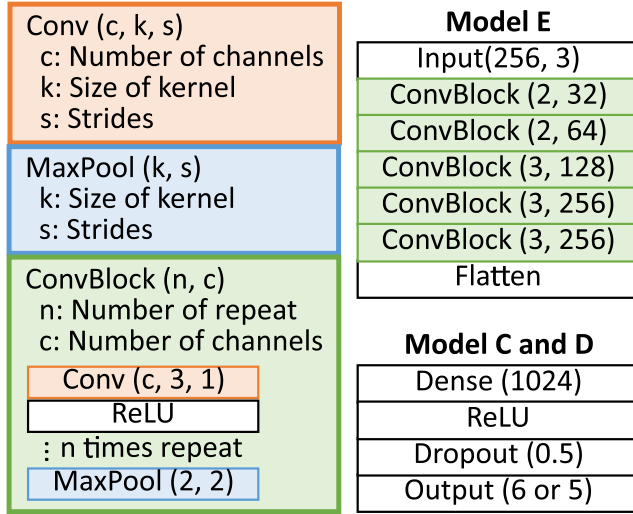 Conv (c, k, s)
c: Number of channels
k: Size of kernel
s: Strides
MaxPool (k, s)
k: Size of kernel
s: Strides
ConvBlock (n, c)
n: Number of repeat
c: Number of channels
Conv (c, 3, 1)
ReLU
⋮ n times repeat
MaxPool (2, 2)
Model E
Input(256, 3)
ConvBlock (2, 32)
ConvBlock (2, 64)
ConvBlock (3, 128)
ConvBlock (3, 256)
ConvBlock (3, 256)
Flatten
Model C and D
Dense (1024)
ReLU
Dropout (0.5)
Output (6 or 5)